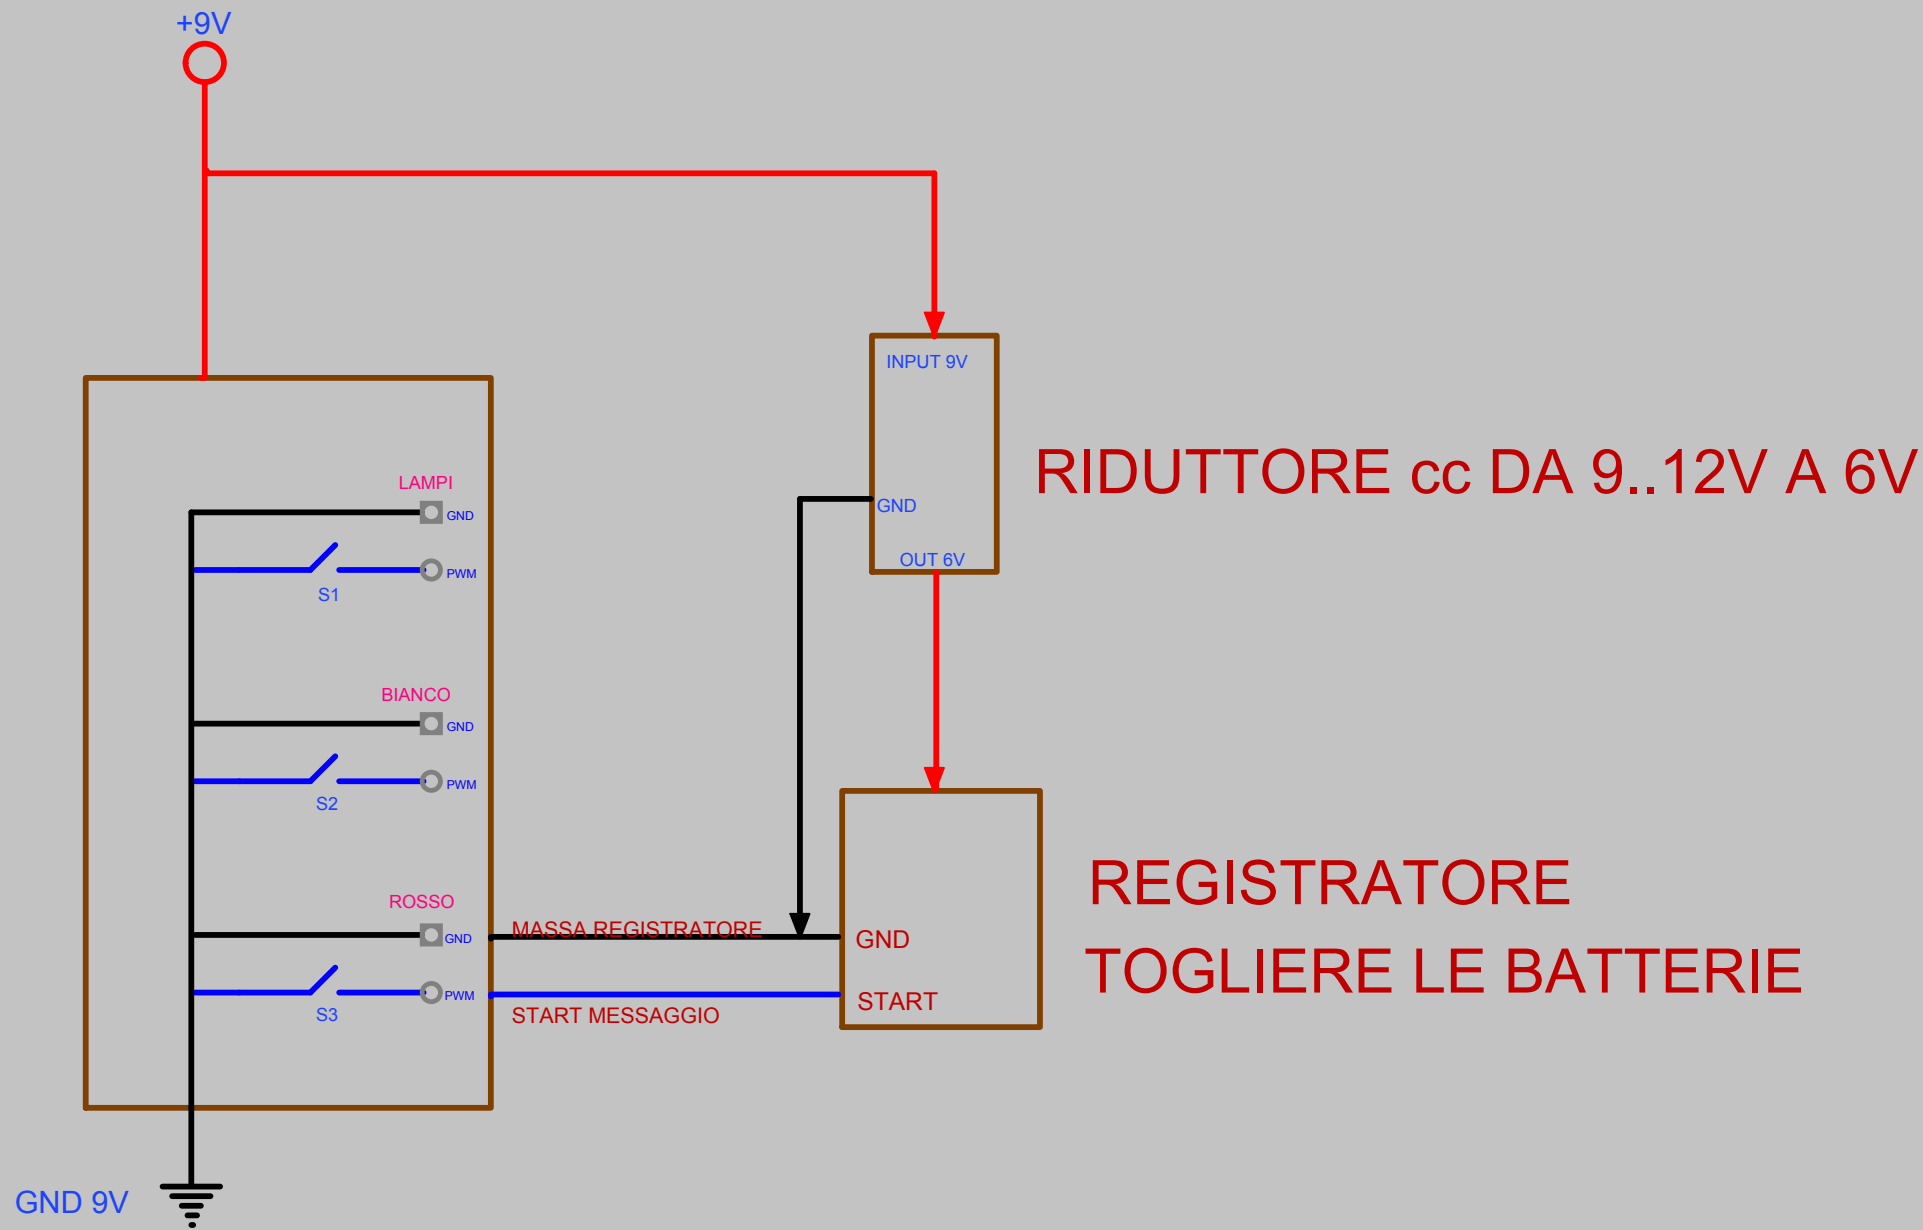 +9V
INPUT 9V
RIDUTTORE cc DA 9..12V A 6V
LAMPI
GND
GND
PWM
OUT 6V
S1
BIANCO
GND
PWM
S2
REGISTRATORE
ROSSO
MASSA REGISTRATORE
GND
GND
TOGLIERE LE BATTERIE
PWM
START
S3
START MESSAGGIO
GND 9V